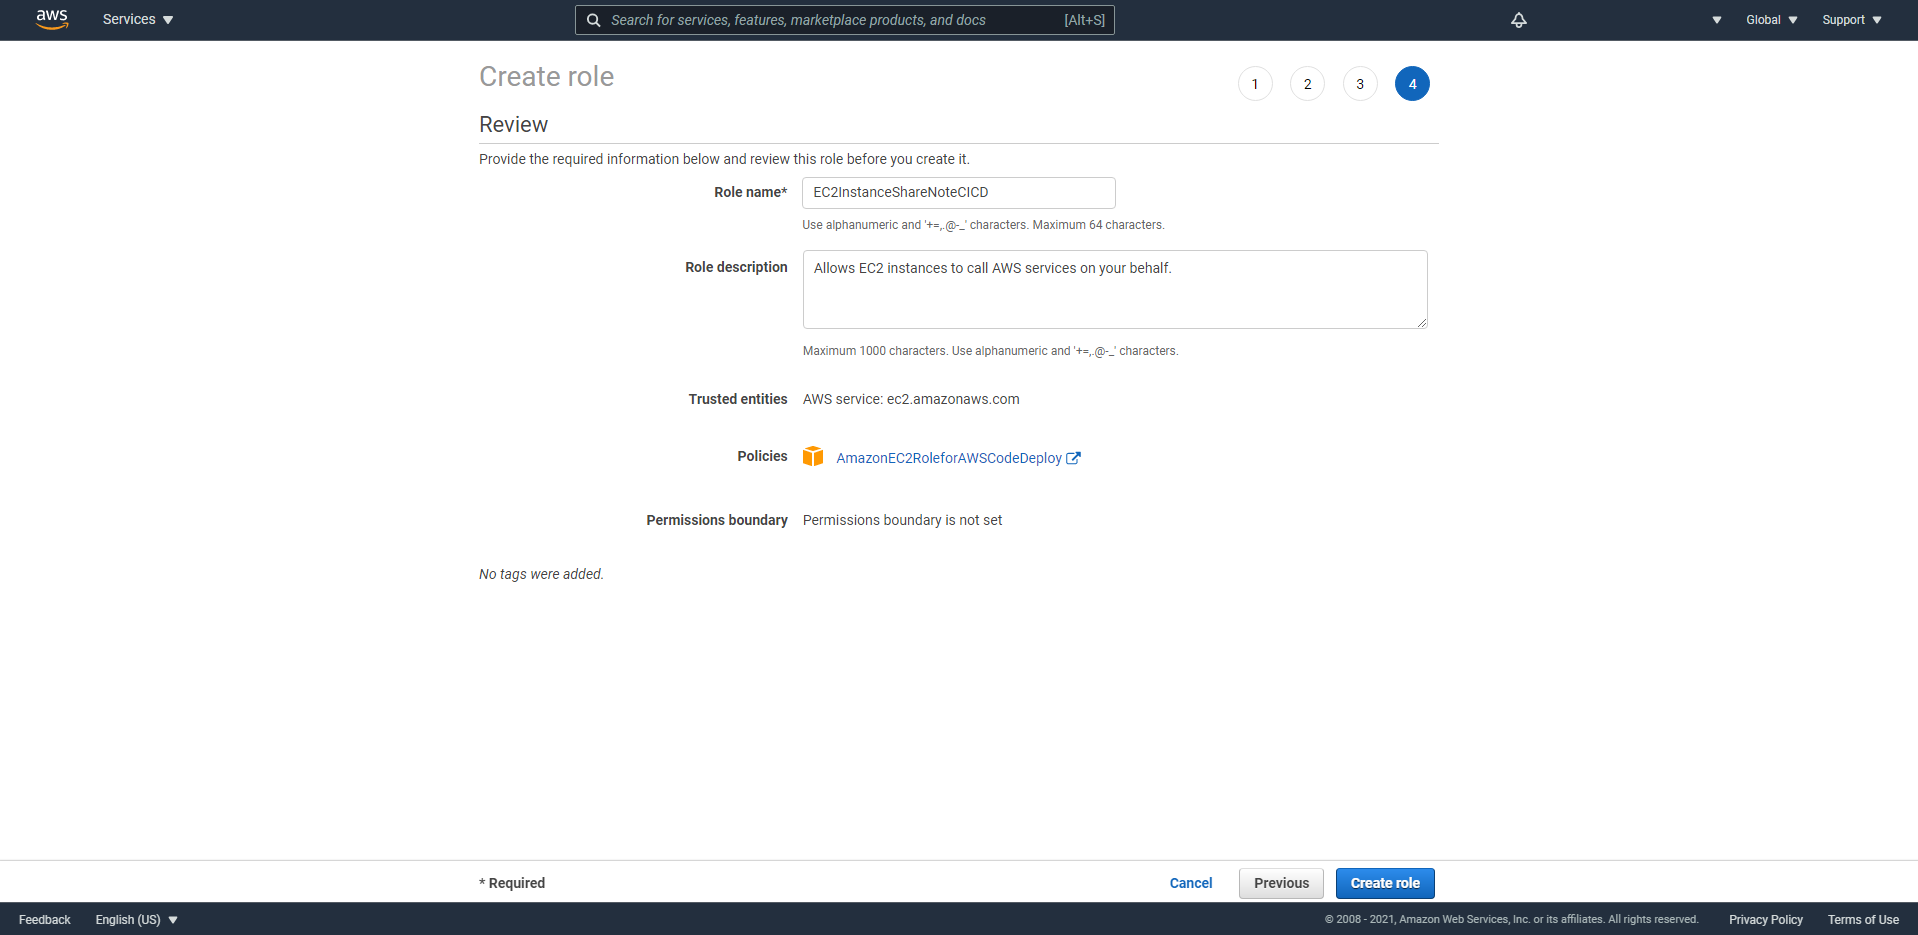 aws Services Search for services, features, marketplace products, and docs [Alt+S] Global Support
Create role 1 2 3 4
Review
Provide the required information below and review this role before you create it.
Role name* EC2InstanceShareNoteCICD
Use alphanumeric and '+=,.@-_' characters. Maximum 64 characters.
Role description Allows EC2 instances to call AWS services on your behalf.
Maximum 1000 characters. Use alphanumeric and '+=,.@-_' characters.
Trusted entities AWS service: ec2.amazonaws.com
Policies AmazonEC2RoleforAWSCodeDeploy
Permissions boundary Permissions boundary is not set
No tags were added.
* Required Cancel Previous Create role
Feedback English (US) © 2008 - 2021, Amazon Web Services, Inc. or its affiliates. All rights reserved. Privacy Policy Terms of Use